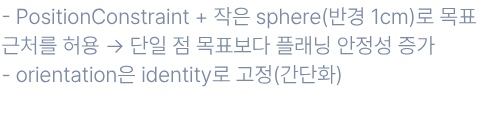 - PositionConstraint + 작은 sphere(반경 1cm)로 목표
근처를 허용 → 단일 점 목표보다 플래닝 안정성 증가
- orientation은 identity로 고정(간단화)